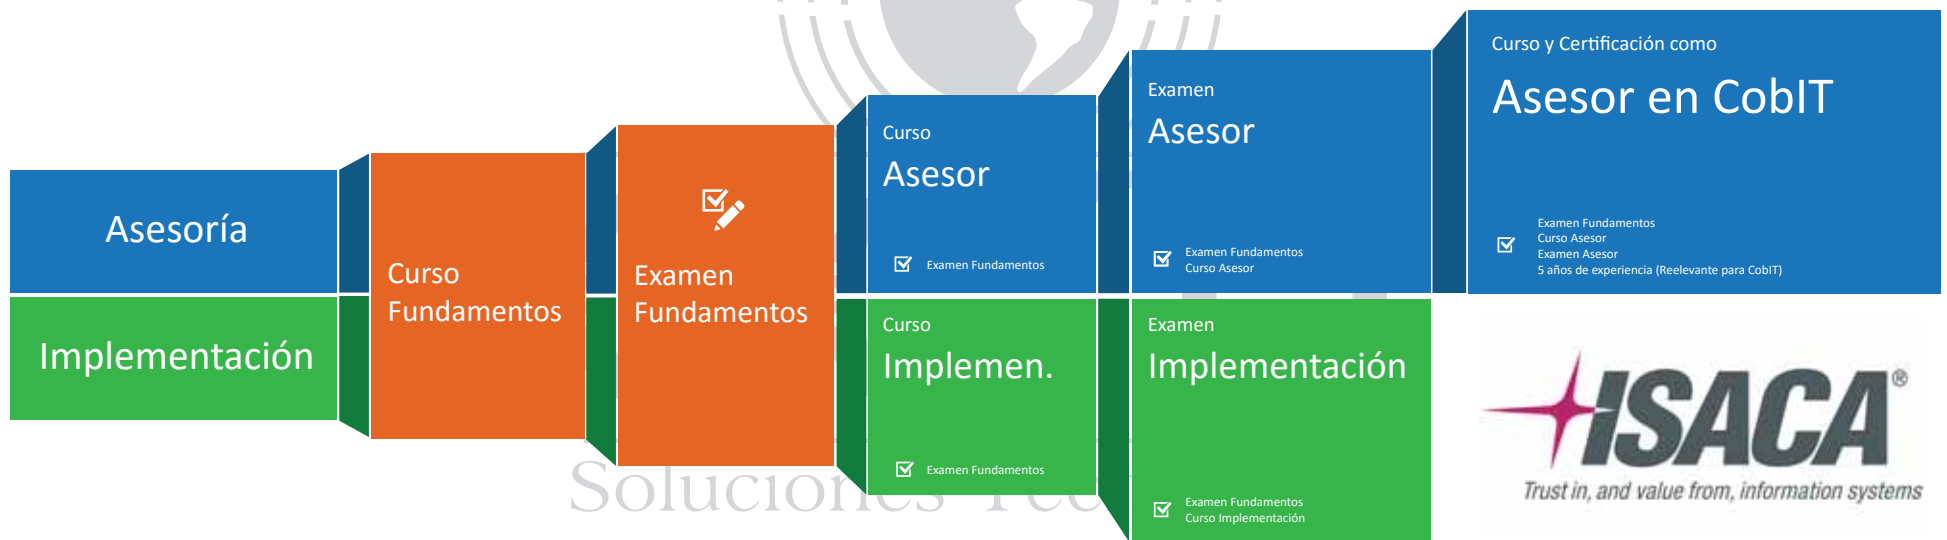 Asesoría
Implementación
Curso
Fundamentos
Examen
Fundamentos
Curso
Asesor
Examen Fundamentos
Curso
Implemen.
Examen Fundamentos
Examen
Asesor
Examen Fundamentos
Curso Asesor
Examen
Implementación
Examen Fundamentos
Curso Implementación
Curso y Certificación como
Asesor en CobIT
Examen Fundamentos
Curso Asesor
Examen Asesor
5 años de experiencia (Reelevante para CobIT)
ISACA®
Trust in, and value from, information systems
Soluciones